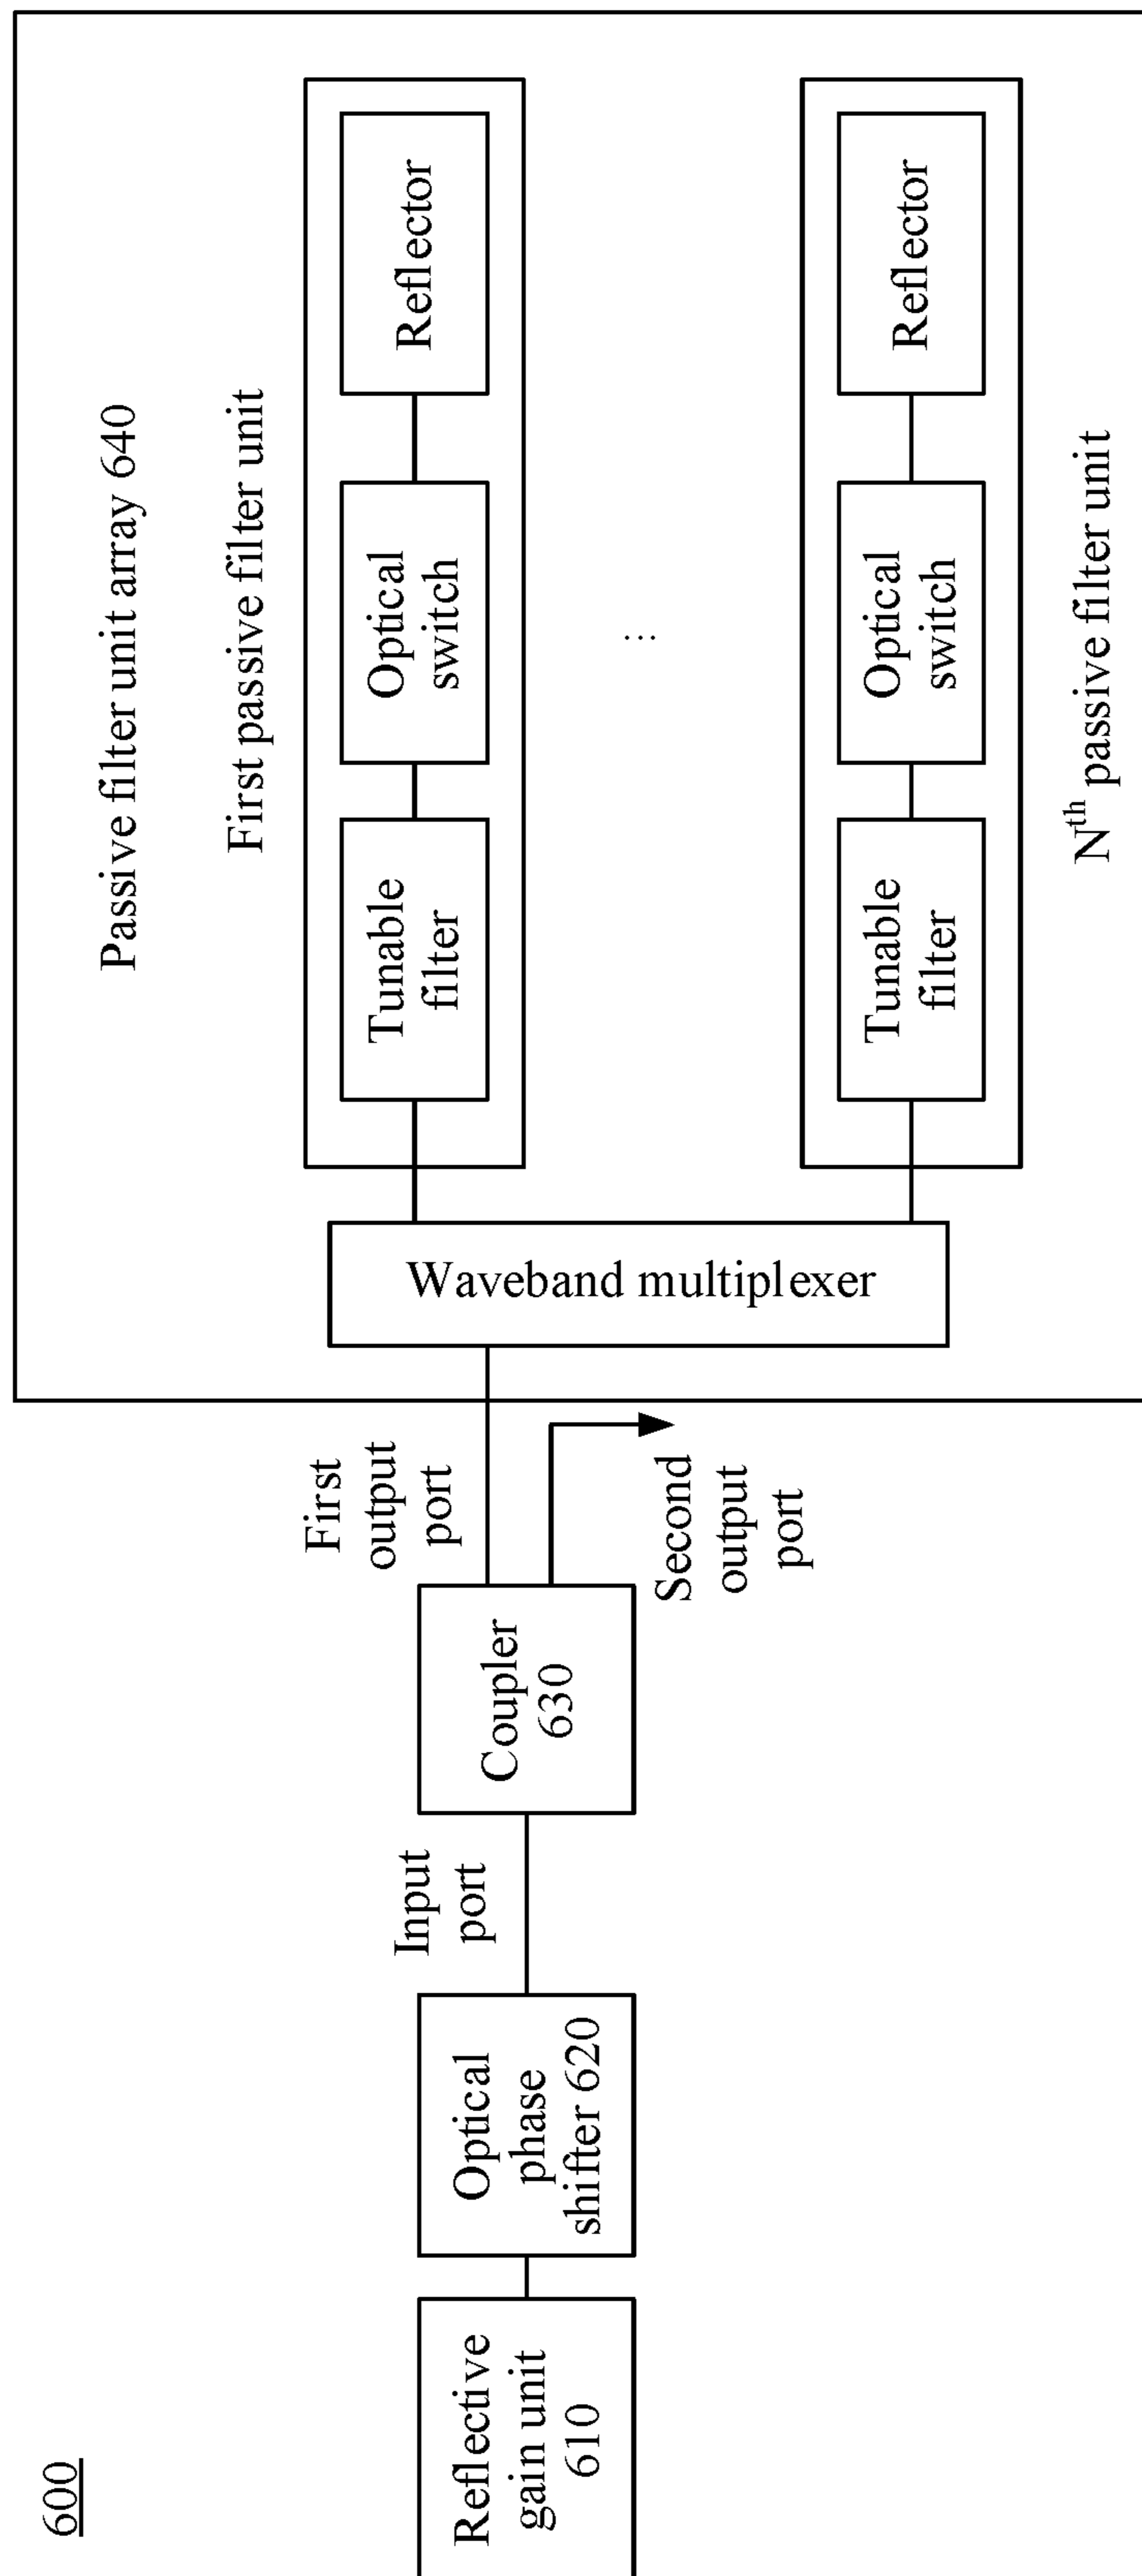 600
Reflective
gain unit
610
Optical
phase
shifter 620
Input
port
Coupler
630
First
output
port
Second
output
port
Passive filter unit array 640
Waveband multiplexer
First passive filter unit
Tunable
filter
Optical
switch
Reflector
...
Tunable
filter
Optical
switch
Reflector
Nth passive filter unit